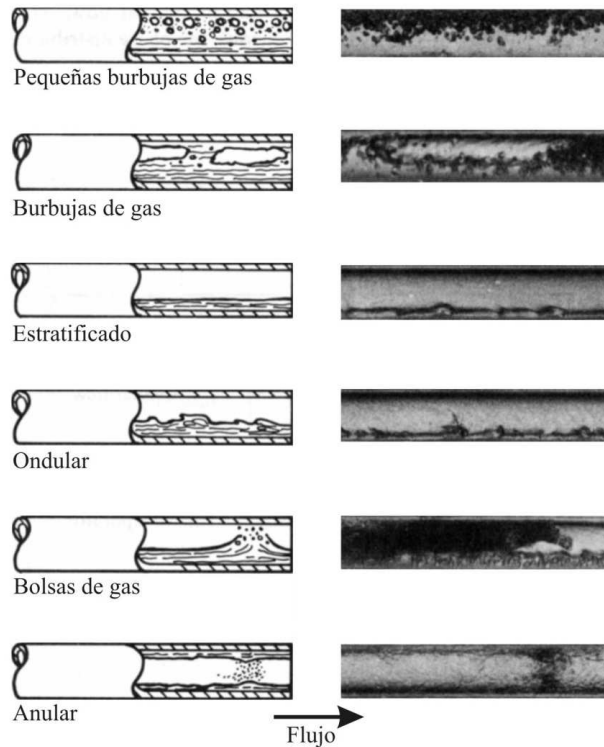 Pequeñas burbujas de gas
Burbujas de gas
Estratificado
Ondular
Bolsas de gas
Anular
Flujo